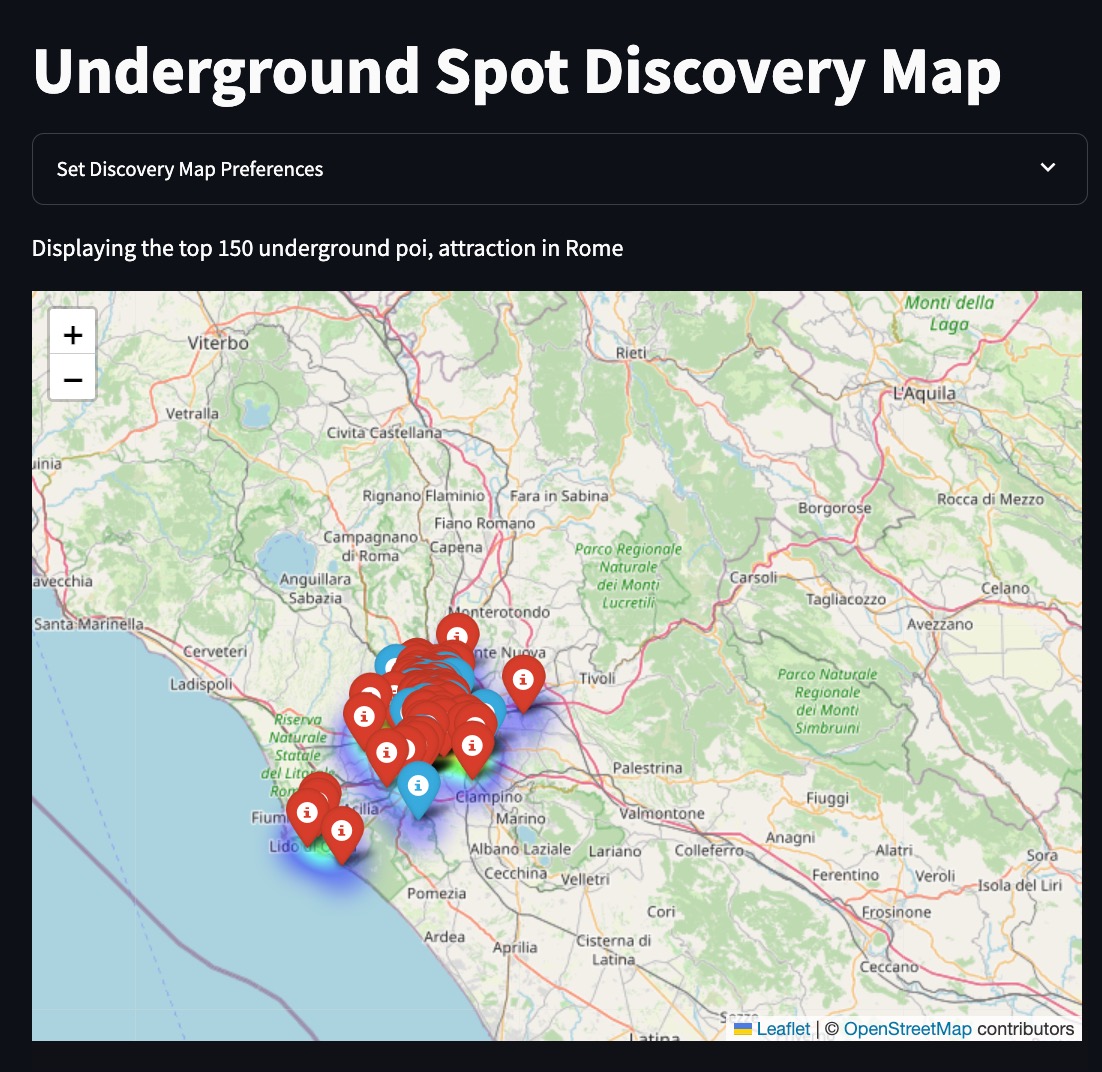 Underground Spot Discovery Map
Set Discovery Map Preferences
Displaying the top 150 underground poi, attraction in Rome
+
−
Monti della
Laga
Viterbo
Rieti
L'Aquila
Vetralla
Civita Castellana
uinia
Rignano Flaminio
Fara in Sabina
Rocca di Mezzo
Borgorose
Fiano Romano
Campagnano
di Roma
Capena
Parco Regionale
Naturale
dei Monti
Lucretili
avecchia
Anguillara
Sabazia
Carsoli
Celano
Tagliacozzo
Santa Marinella
Monterotondo
Avezzano
Cerveteri
nte Nuova
Ladispoli
Tivoli
Parco Naturale
Regionale
dei Monti
Simbruini
Riserva
Naturale
Statale
del Lito
Palestrina
Fium
cilia
Ciampino
Marino
Valmontone
Fiuggi
Anagni
Lido
Albano Laziale
Lariano
Colleferro
Alatri
Sora
Cecchina
Velletri
Ferentino
Veroli
Isola del Liri
Pomezia
Cori
Frosinone
Ardea
Aprilia
Cisterna di
Latina
Ceccano
Latina
Leaflet | © OpenStreetMap contributors